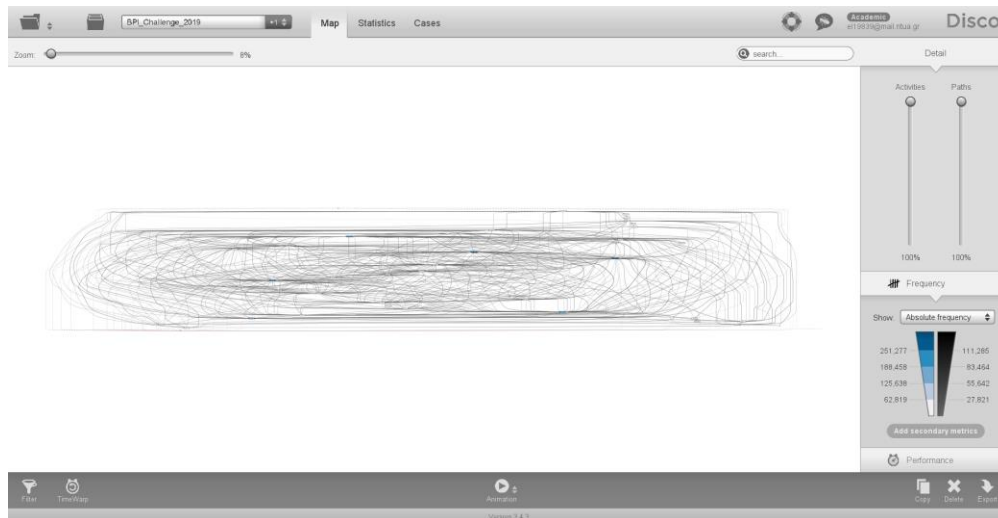 BPI_Challenge_2019
+1
Map
Statistics
Cases
Academic
Disco
Zoom:
8%
search...
Detail
Activities
Paths
100%
100%
Frequency
Show:
Absolute frequency
251,277
111,285
188,458
83,464
125,638
55,642
62,819
27,821
Add secondary metrics
Performance
Filter
TimeWarp
Animation
Copy
Delete
Export